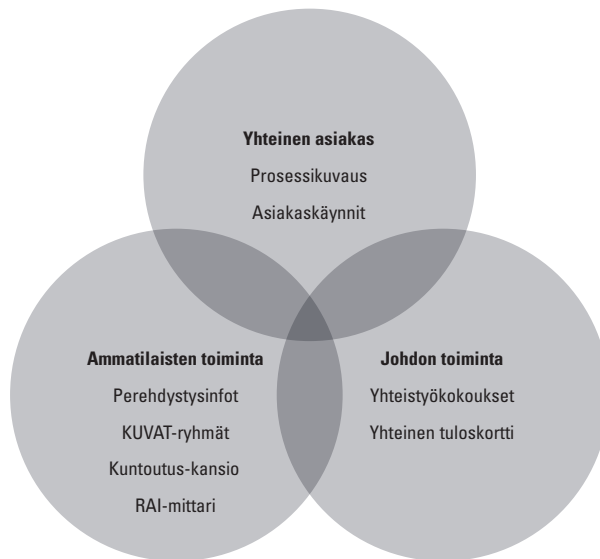 Yhteinen asiakas
Prosessikuvaus
Asiakaskäynnit
Ammatilaisten toiminta
Perehdystysinfot
KUVAT-ryhmät
Kuntoutus-kansio
RAI-mittari
Johdon toiminta
Yhteistyökokoukset
Yhteinen tuloskortti